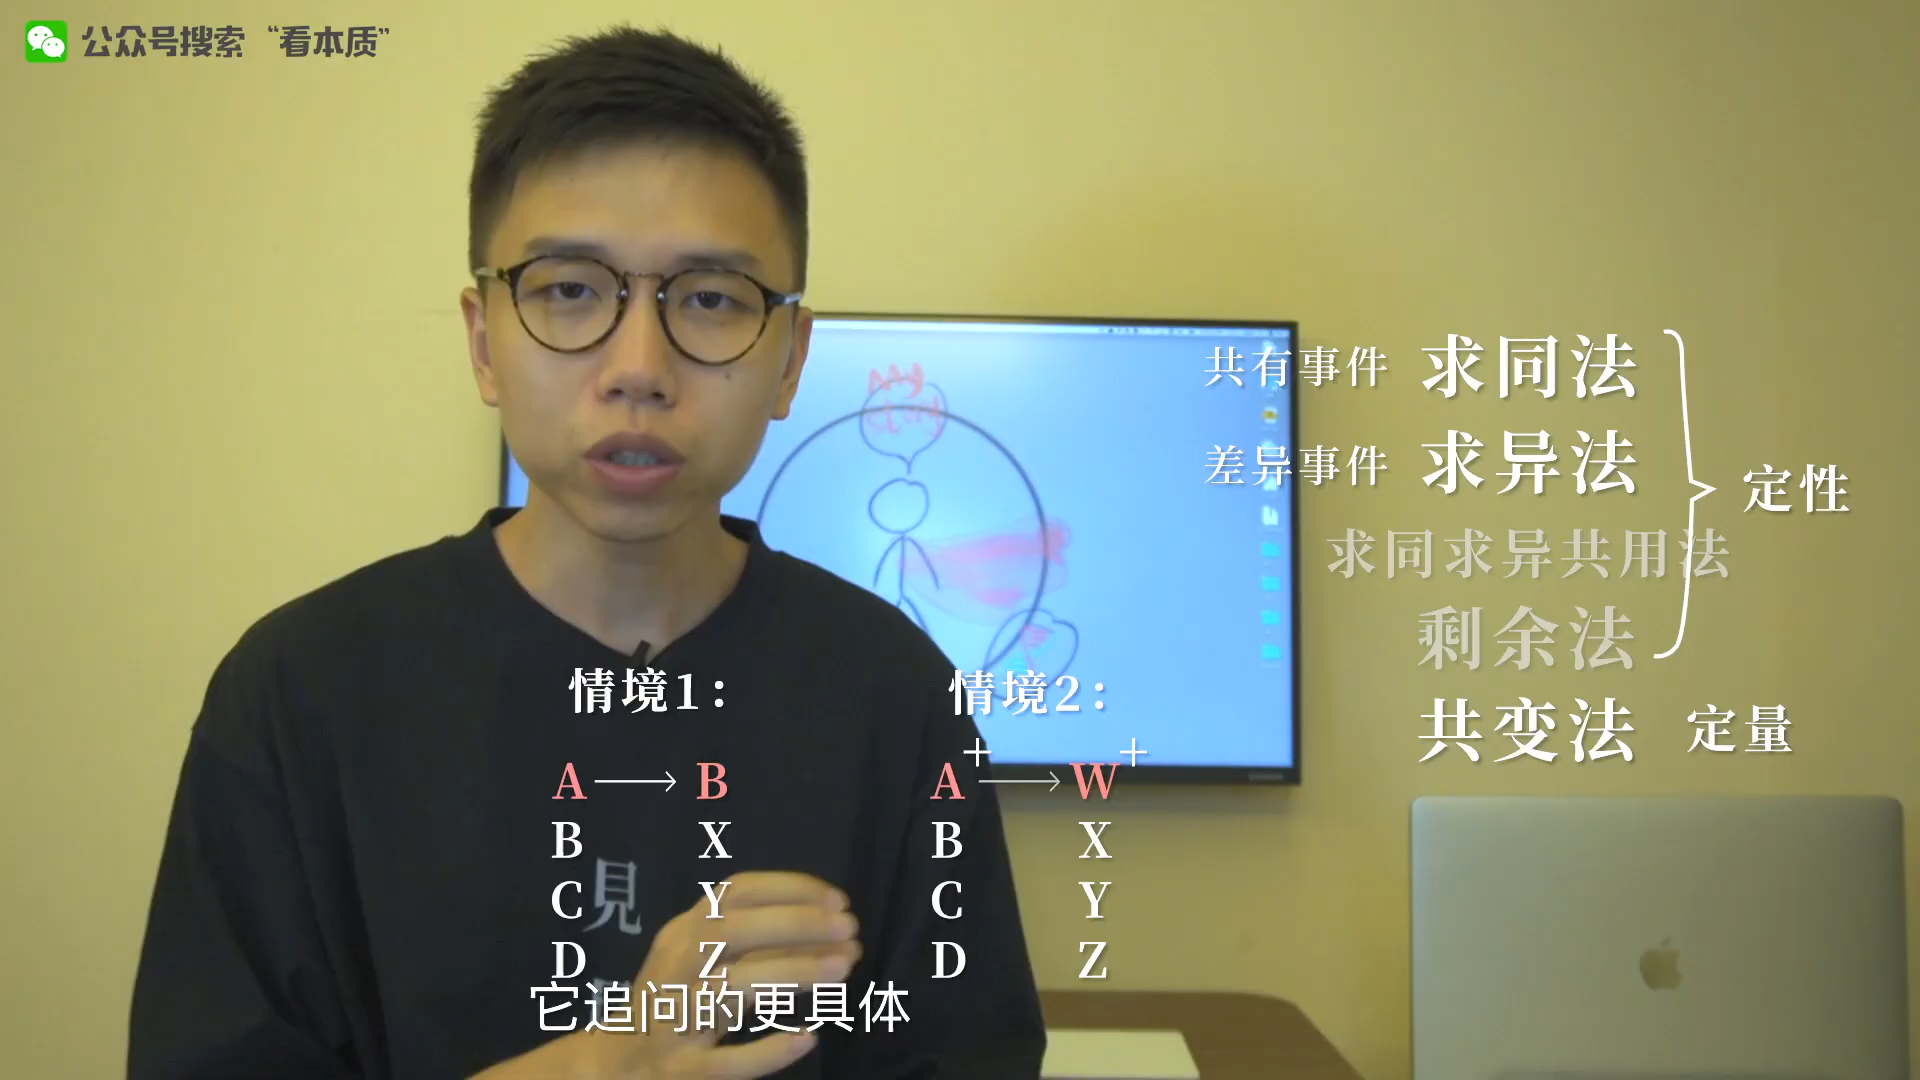 公众号搜索“看本质”
共有事件 求同法
差异事件 求异法
定性
求同求异共用法
剩余法
共变法 定量
情境1： 情境2：
A B A+ W+
B X B X
C Y C Y
D Z D Z
見
它追问的更具体